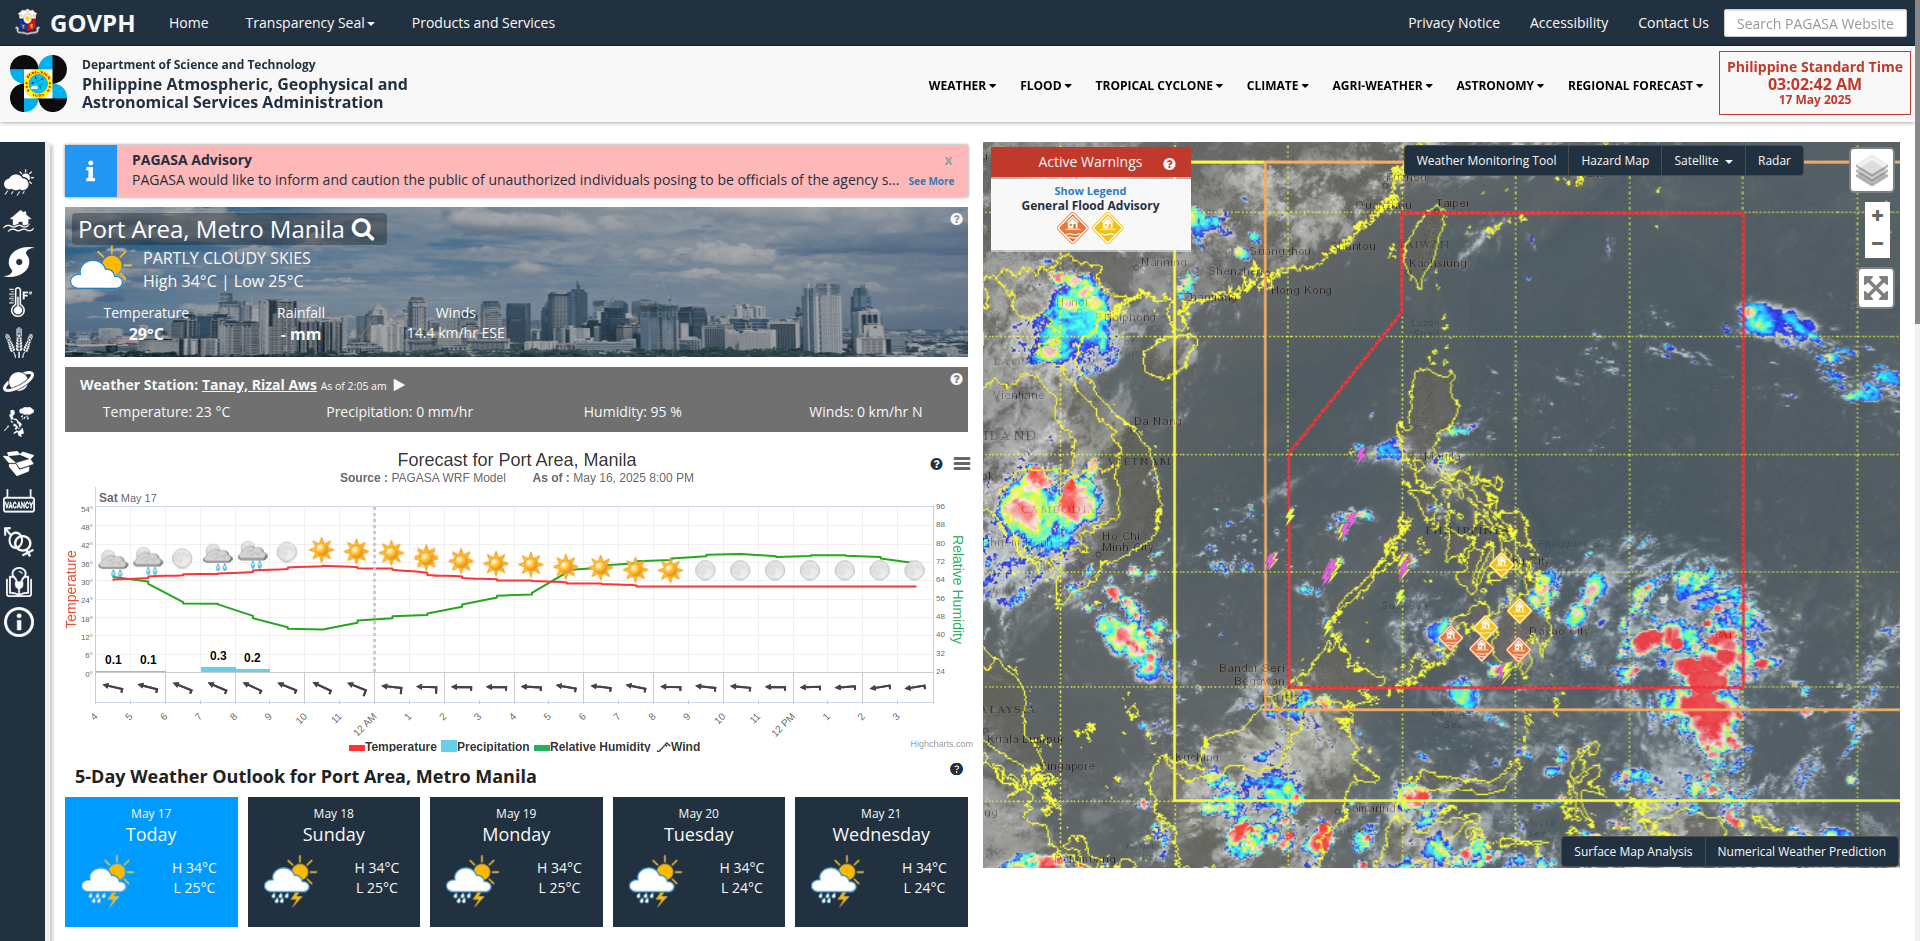 GOVPH
Home
Transparency Seal
Products and Services
Privacy Notice
Accessibility
Contact Us
Search PAGASA Website
Department of Science and Technology
Philippine Atmospheric, Geophysical and
Astronomical Services Administration
WEATHER
FLOOD
TROPICAL CYCLONE
CLIMATE
AGRI-WEATHER
ASTRONOMY
REGIONAL FORECAST
Philippine Standard Time
03:02:42 AM
17 May 2025
VACANCY
PAGASA Advisory
x
PAGASA would like to inform and caution the public of unauthorized individuals posing to be officials of the agency s...
See More
Port Area, Metro Manila
PARTLY CLOUDY SKIES
High 34°C | Low 25°C
Temperature
29°C
Rainfall
- mm
Winds
14.4 km/hr ESE
Weather Station: Tanay, Rizal Aws As of 2:05 am
Temperature: 23 °C
Precipitation: 0 mm/hr
Humidity: 95 %
Winds: 0 km/hr N
Forecast for Port Area, Manila
Source : PAGASA WRF Model As of : May 16, 2025 8:00 PM
Sat May 17
54°
48°
42°
36°
30°
24°
18°
12°
6°
0°
Temperature
96
88
80
72
64
56
48
40
32
24
Relative Humidity
0.1
0.1
0.3
0.2
4
5
6
7
8
9
10
11
12 AM
1
2
3
4
5
6
7
8
9
10
11
12 PM
1
2
3
Temperature
Precipitation
Relative Humidity
Wind
Highcharts.com
5-Day Weather Outlook for Port Area, Metro Manila
May 17
Today
H 34°C
L 25°C
May 18
Sunday
H 34°C
L 25°C
May 19
Monday
H 34°C
L 25°C
May 20
Tuesday
H 34°C
L 24°C
May 21
Wednesday
H 34°C
L 24°C
Active Warnings
Show Legend
General Flood Advisory
Weather Monitoring Tool
Hazard Map
Satellite
Radar
+
−
Taipei
TAIWAN
Kaohsiung
Guangzhou
Shantou
Nanning
Shenzhen
Hong Kong
Zhanjiang
Hanoi
Haiphong
Luzon
Vientiane
Da Nang
VIETNAM
CAMBODIA
Ho Chi
Minh City
Manila
PHILIPPINES
Davao City
Bandar Seri
Begawan
Kuala Lumpur
Singapore
Kuching
Samarinda
Surface Map Analysis
Numerical Weather Prediction